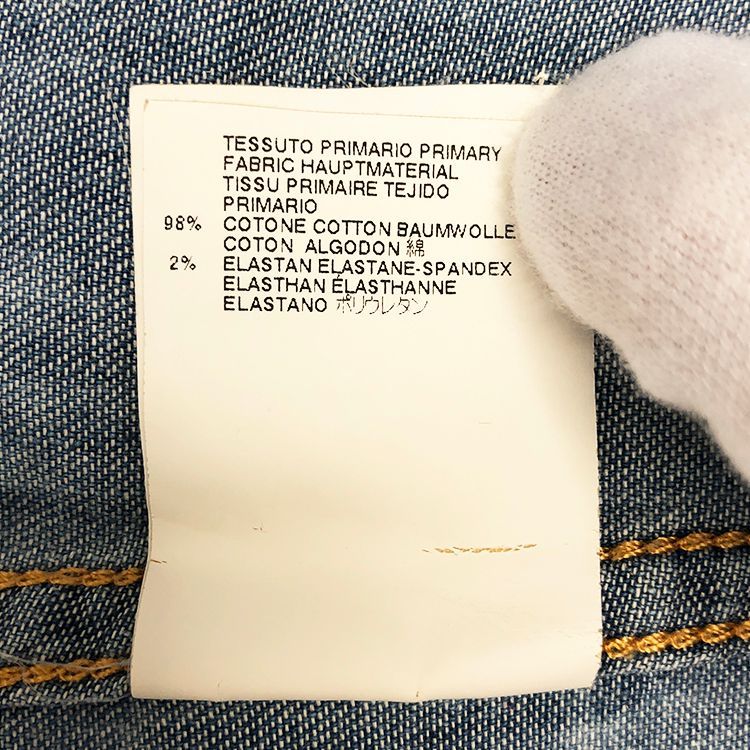 TESSUTO PRIMARIO PRIMARY
FABRIC HAUPTMATERIAL
TISSU PRIMAIRE TEJIDO
PRIMARIO
98% COTONE COTTON BAUMWOLLE
COTON ALGODON 綿
2% ELASTAN ELASTANE-SPANDEX
ELASTHAN ÉLASTHANNE
ELASTANO ポリウレタン